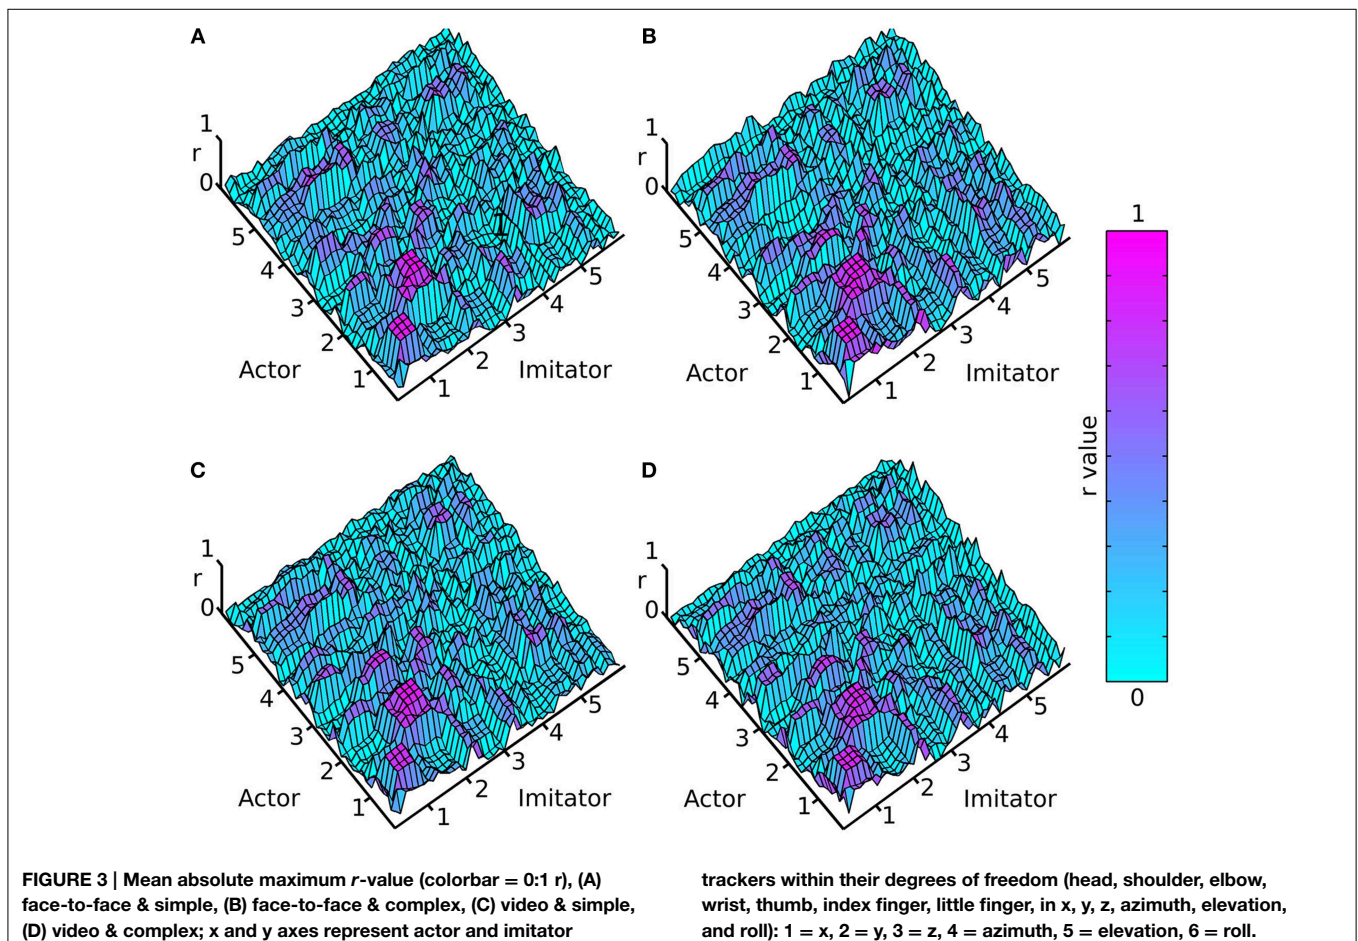 A
1
r
0
5
4
3
2
1
Actor
1
2
3
4
5
Imitator
B
1
r
0
5
4
3
2
1
Actor
1
2
3
4
5
Imitator
C
1
r
0
5
4
3
2
1
Actor
1
2
3
4
5
Imitator
D
1
r
0
5
4
3
2
1
Actor
1
2
3
4
5
Imitator
1
r value
0
FIGURE 3 | Mean absolute maximum r-value (colorbar = 0:1 r), (A)
face-to-face & simple, (B) face-to-face & complex, (C) video & simple,
(D) video & complex; x and y axes represent actor and imitator
trackers within their degrees of freedom (head, shoulder, elbow,
wrist, thumb, index finger, little finger, in x, y, z, azimuth, elevation,
and roll): 1 = x, 2 = y, 3 = z, 4 = azimuth, 5 = elevation, 6 = roll.